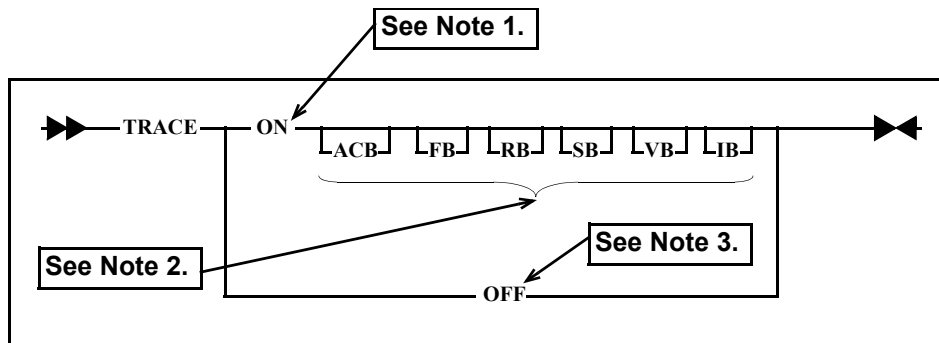 See Note 1.
TRACE ON
ACB FB RB SB VB IB
See Note 3.
See Note 2.
OFF